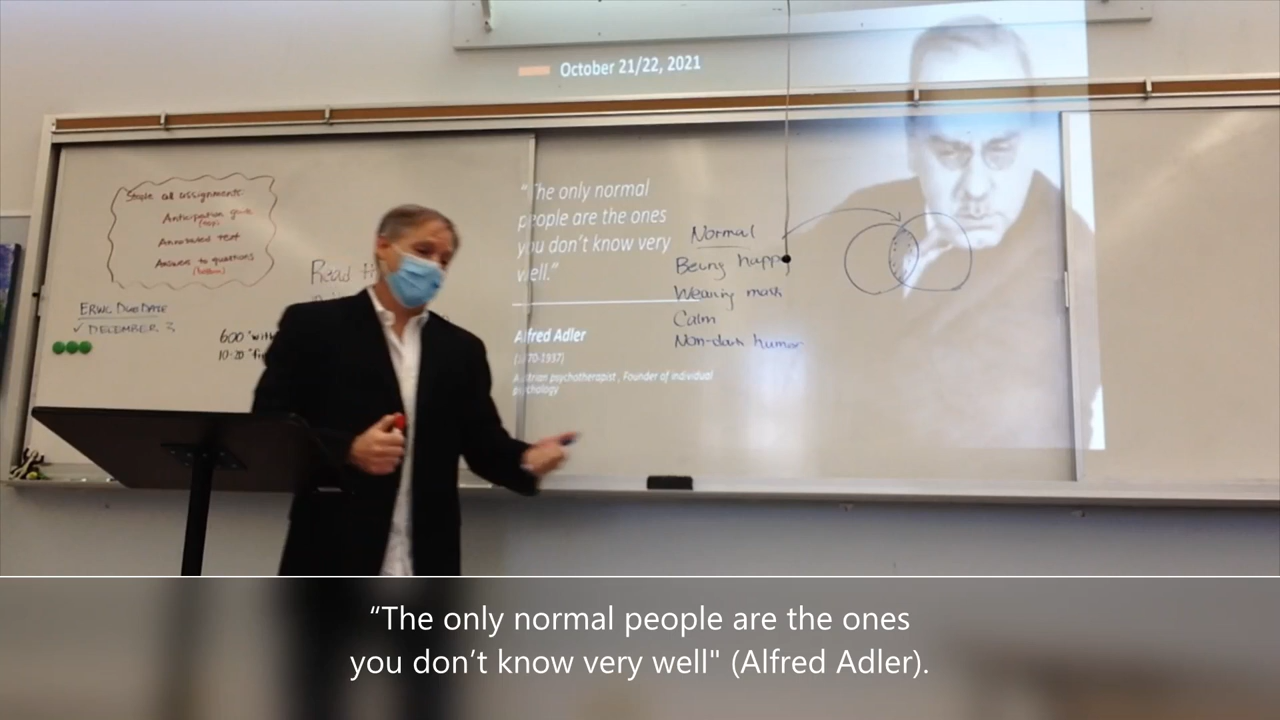 October 21/22, 2021
Staple all assignments:
Anticipation guide
(top)
Annotated text
Answers to questions
(bottom)
ERWC Due Date
✓ DECEMBER 3
Read
600
10-20
"The only normal
people are the ones
you don't know very
well."
Alfred Adler
(1870-1937)
Austrian psychotherapist, Founder of individual
psychology
Normal
Being happy
Wearing mask
Calm
Non-dark humor
“The only normal people are the ones
you don’t know very well" (Alfred Adler).